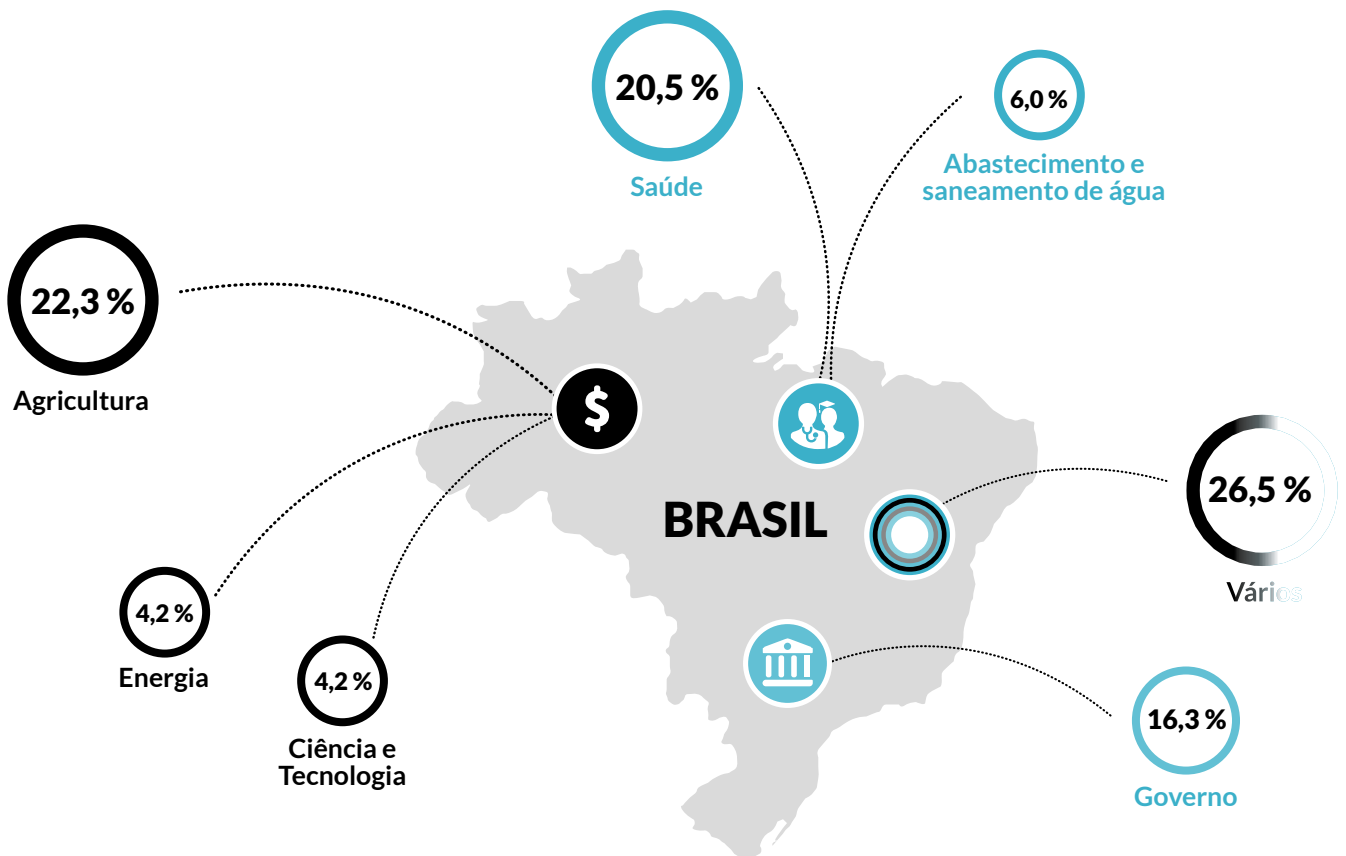 20,5 %
Saúde
6,0 %
Abastecimento e
saneamento de água
22,3 %
Agricultura
$
BRASIL
26,5 %
Vários
4,2 %
Energia
4,2 %
Ciência e
Tecnologia
16,3 %
Governo